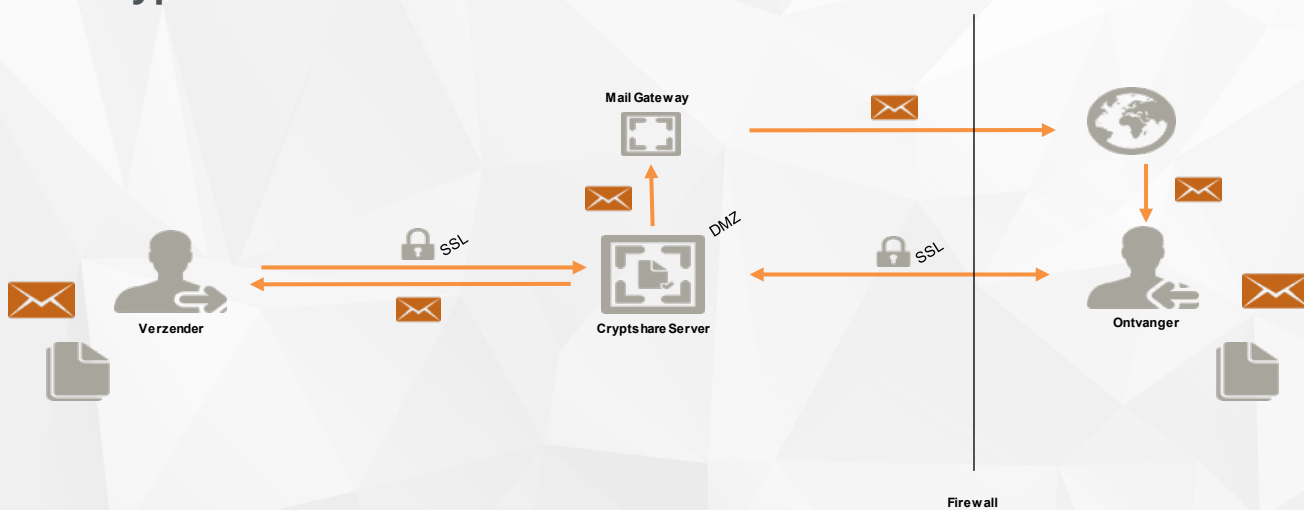 Mail Gateway
DMZ
SSL
SSL
Verzender
Cryptshare Server
Ontvanger
Firewall